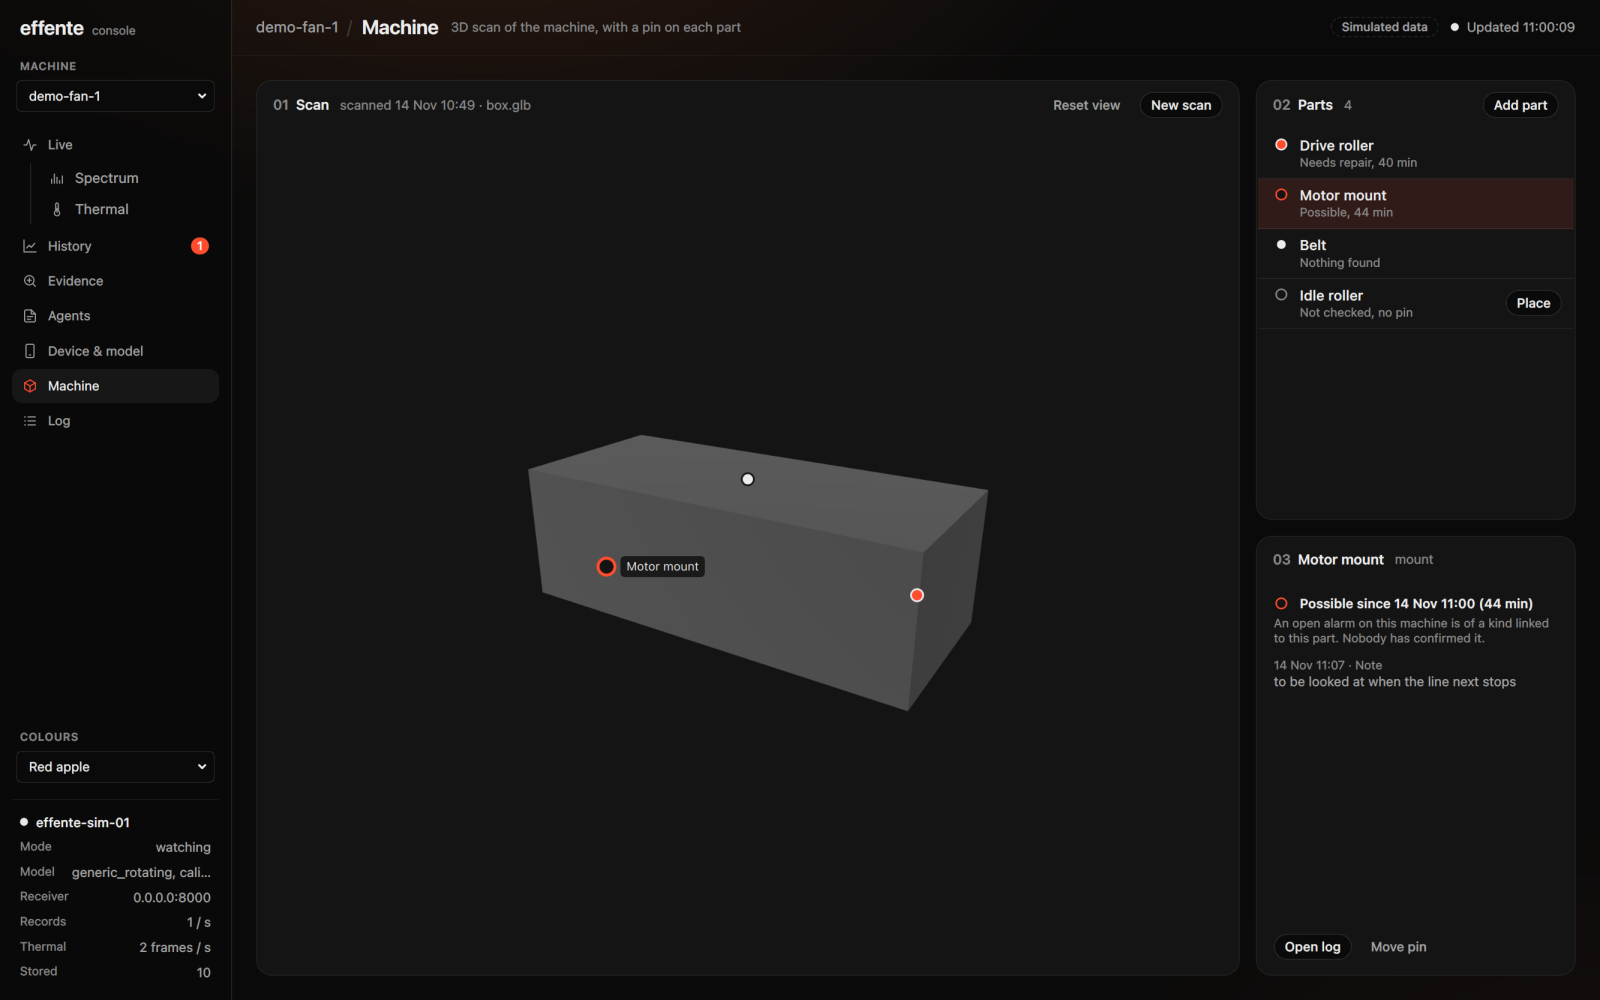 effente console
MACHINE
demo-fan-1
Live
Spectrum
Thermal
History 1
Evidence
Agents
Device & model
Machine
Log
COLOURS
Red apple
effente-sim-01
Mode watching
Model generic_rotating, cali...
Receiver 0.0.0.0:8000
Records 1 / s
Thermal 2 frames / s
Stored 10
demo-fan-1 / Machine 3D scan of the machine, with a pin on each part
Simulated data Updated 11:00:09
01 Scan scanned 14 Nov 10:49 · box.glb Reset view New scan
Motor mount
02 Parts 4 Add part
Drive roller
Needs repair, 40 min
Motor mount
Possible, 44 min
Belt
Nothing found
Idle roller
Not checked, no pin
Place
03 Motor mount mount
Possible since 14 Nov 11:00 (44 min)
An open alarm on this machine is of a kind linked
to this part. Nobody has confirmed it.
14 Nov 11:07 · Note
to be looked at when the line next stops
Open log Move pin